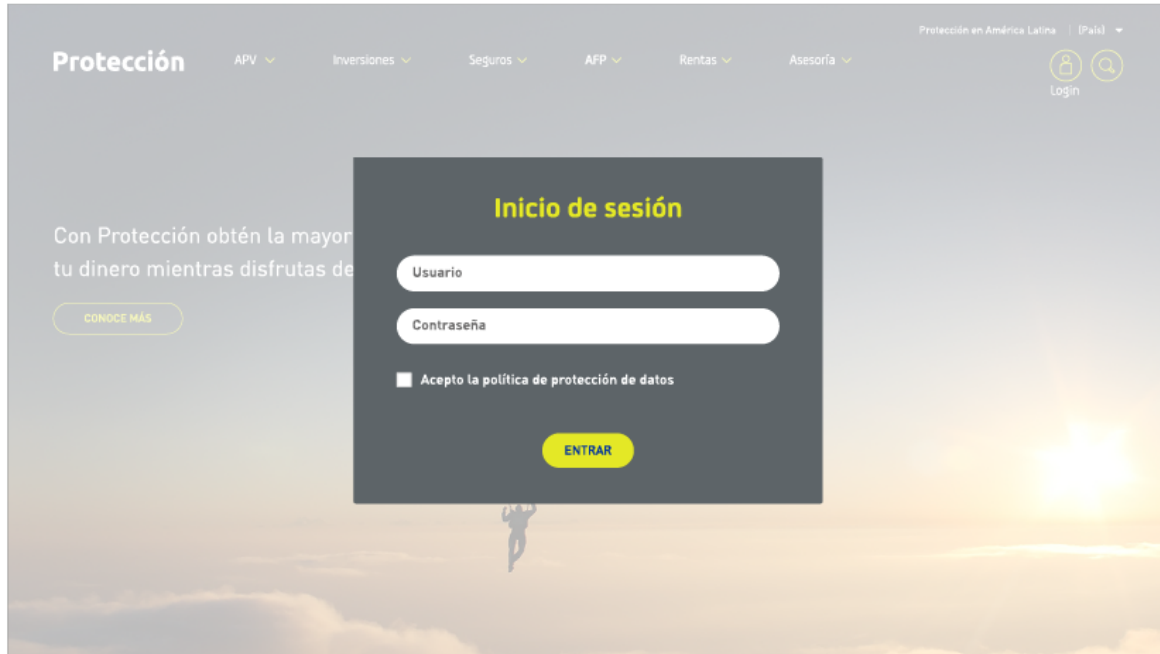 Protección en América Latina | [País]
Protección APV Inversiones Seguros AFP Rentas Asesoría
Login
Inicio de sesión
Con Protección obtén la mayor
tu dinero mientras disfrutas de
Usuario
CONOCE MÁS
Contraseña
Acepto la política de protección de datos
ENTRAR